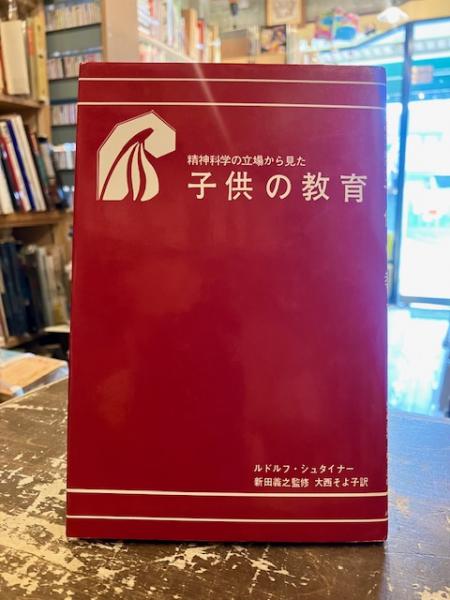 精神科学の立場から見た
子供の教育
ルドルフ・シュタイナー
新田義之監修 大西そよ子訳